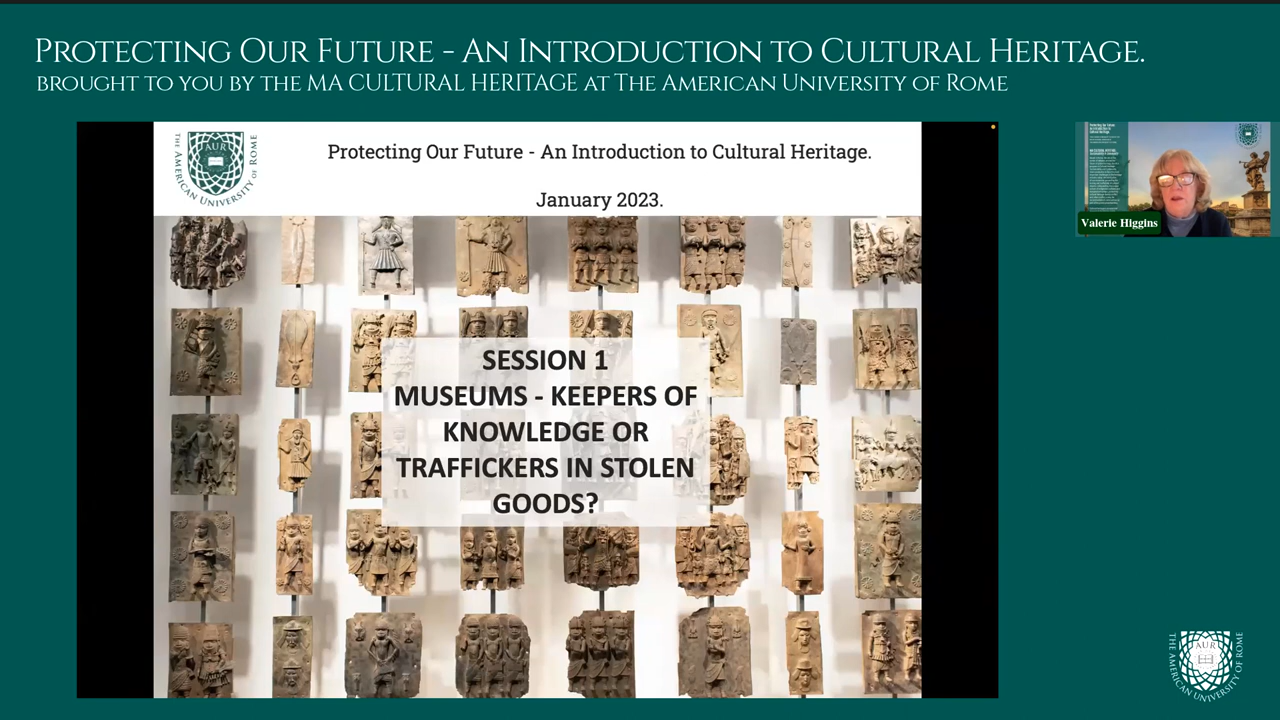 PROTECTING OUR FUTURE - AN INTRODUCTION TO CULTURAL HERITAGE.
BROUGHT TO YOU BY THE MA CULTURAL HERITAGE AT THE AMERICAN UNIVERSITY OF ROME
THE AMERICAN UNIVERSITY OF ROME
AUR
Protecting Our Future - An Introduction to Cultural Heritage.
January 2023.
SESSION 1
MUSEUMS - KEEPERS OF
KNOWLEDGE OR
TRAFFICKERS IN STOLEN
GOODS?
Valerie Higgins
THE AMERICAN UNIVERSITY OF ROME
AUR